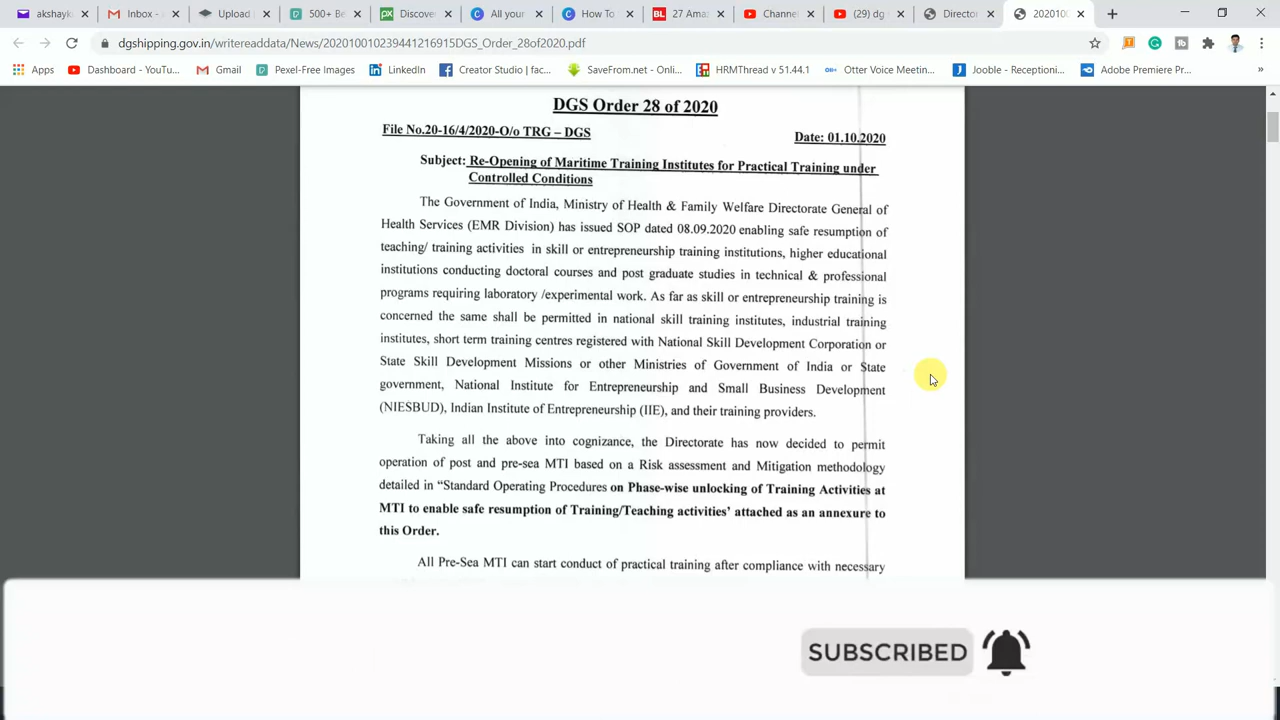 akshayk
Inbox -
Upload
500+ Be
Discove
All your
How To
27 Ama
Channe
(29) dg
Director
2020100
dgshipping.gov.in/writereaddata/News/202010010239441216915DGS_Order_28of2020.pdf
Apps
Dashboard - YouTu...
Gmail
Pexel-Free Images
LinkedIn
Creator Studio | fac...
SaveFrom.net - Onli...
HRMThread v 51.44.1
Otter Voice Meetin...
Jooble - Receptioni...
Adobe Premiere Pr...
»
DGS Order 28 of 2020
File No.20-16/4/2020-O/o TRG – DGS
Date: 01.10.2020
Subject: Re-Opening of Maritime Training Institutes for Practical Training under
Controlled Conditions
The Government of India, Ministry of Health & Family Welfare Directorate General of
Health Services (EMR Division) has issued SOP dated 08.09.2020 enabling safe resumption of
teaching/ training activities in skill or entrepreneurship training institutions, higher educational
institutions conducting doctoral courses and post graduate studies in technical & professional
programs requiring laboratory /experimental work. As far as skill or entrepreneurship training is
concerned the same shall be permitted in national skill training institutes, industrial training
institutes, short term training centres registered with National Skill Development Corporation or
State Skill Development Missions or other Ministries of Government of India or State
government, National Institute for Entrepreneurship and Small Business Development
(NIESBUD), Indian Institute of Entrepreneurship (IIE), and their training providers.
Taking all the above into cognizance, the Directorate has now decided to permit
operation of post and pre-sea MTI based on a Risk assessment and Mitigation methodology
detailed in “Standard Operating Procedures on Phase-wise unlocking of Training Activities at
MTI to enable safe resumption of Training/Teaching activities’ attached as an annexure to
this Order.
All Pre-Sea MTI can start conduct of practical training after compliance with necessary
SUBSCRIBED